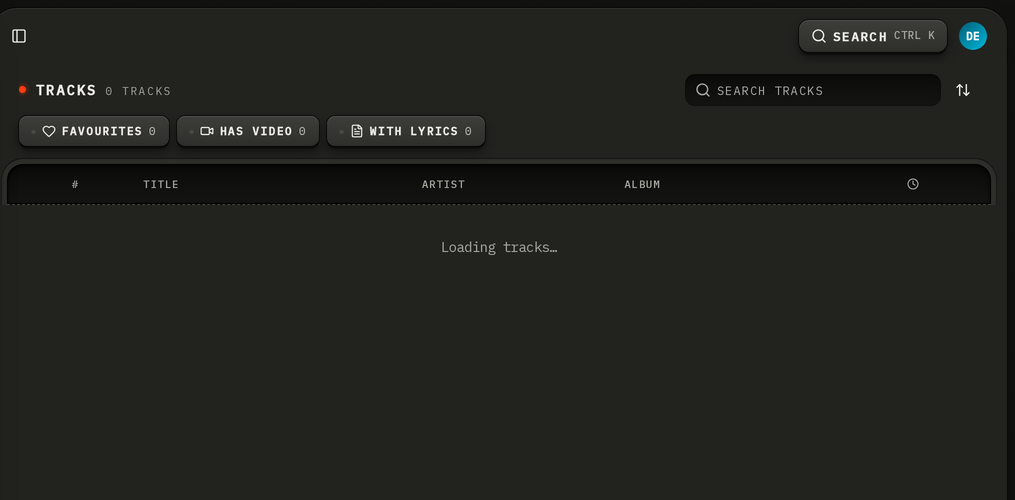 SEARCH CTRL K DE
TRACKS 0 TRACKS SEARCH TRACKS
FAVOURITES 0 HAS VIDEO 0 WITH LYRICS 0
# TITLE ARTIST ALBUM
Loading tracks…